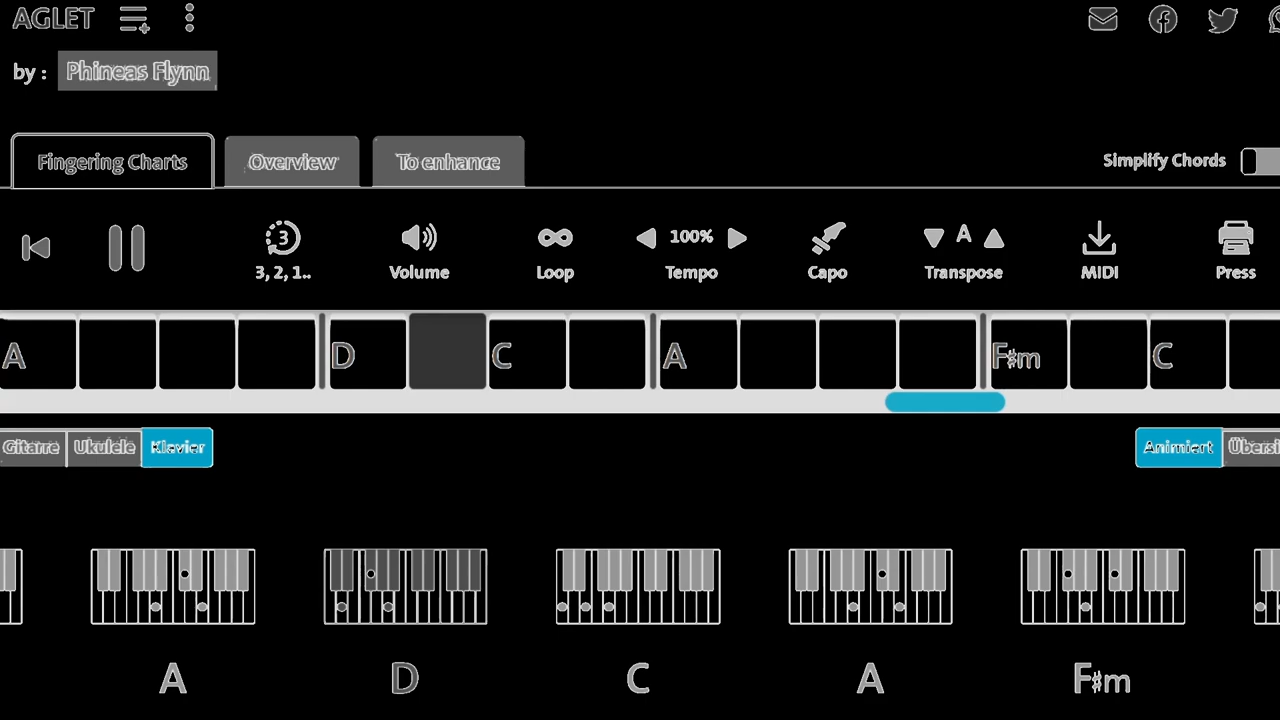 AGLET
by : Phineas Flynn
Fingering Charts Overview To enhance Simplify Chords
3 100% A
3, 2, 1.. Volume Loop Tempo Capo Transpose MIDI Press
A D C A F♯m C
Gitarre Ukulele Klavier Animiert Übersi
A D C A F♯m